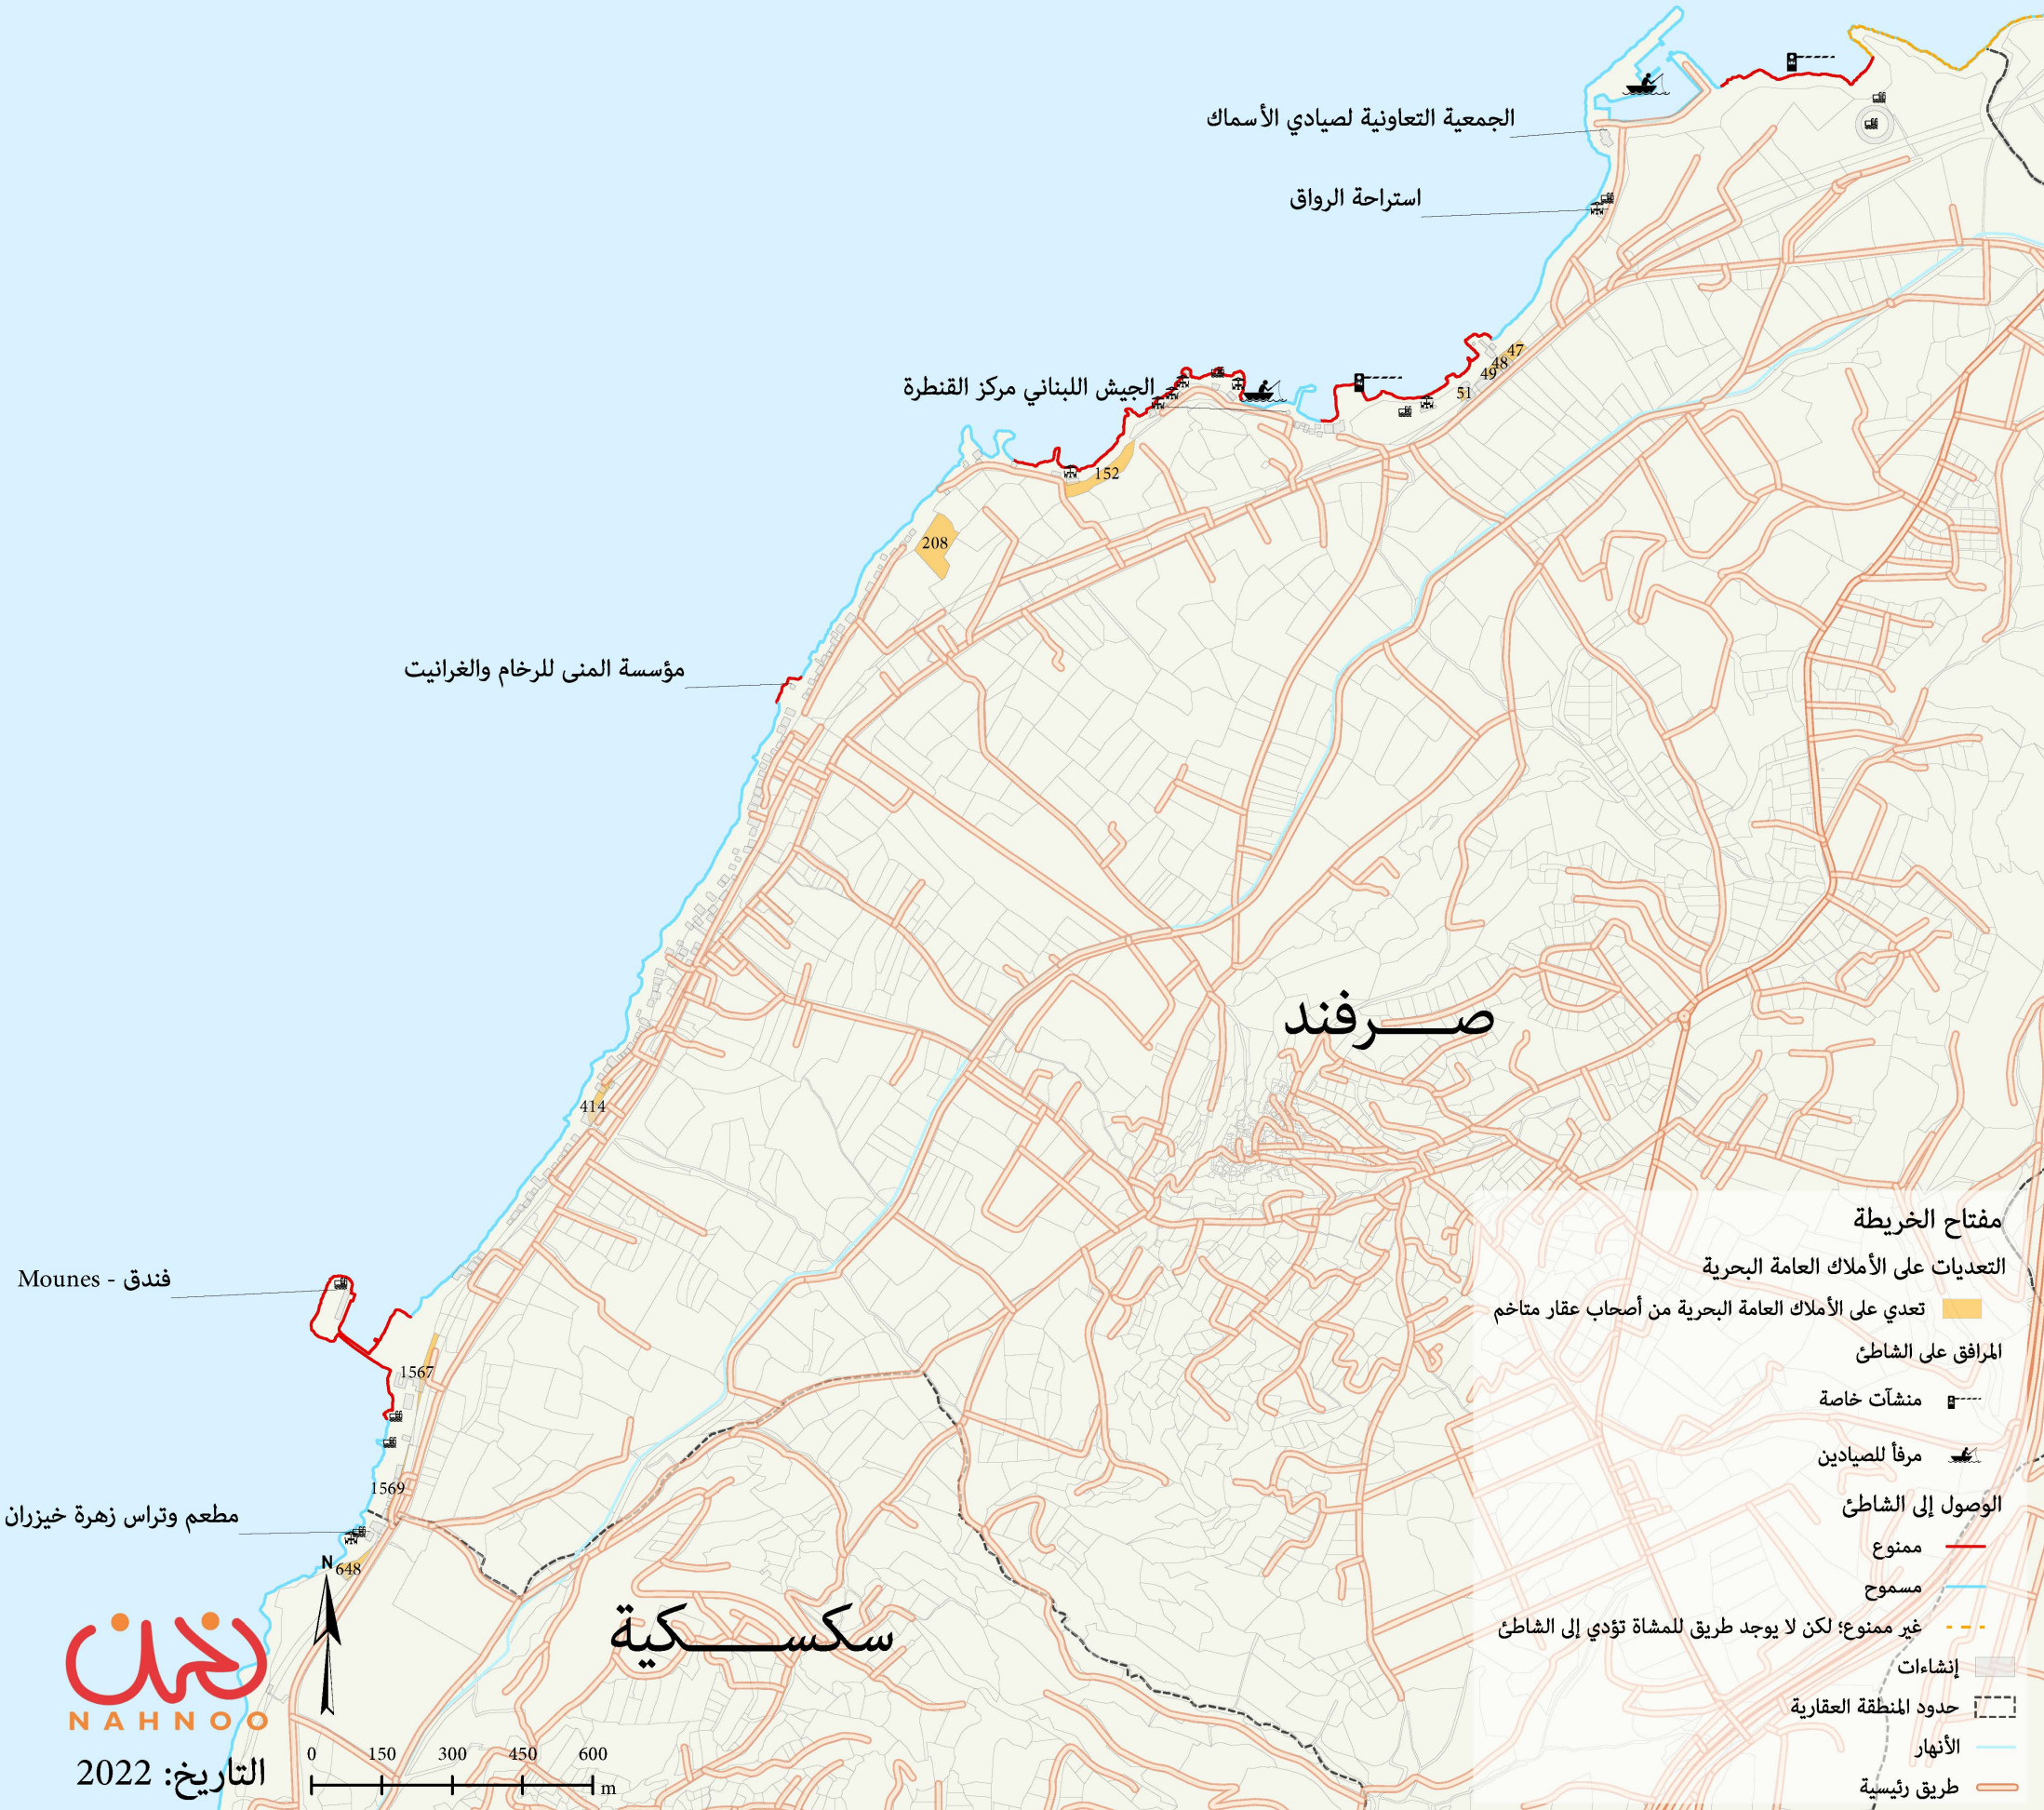 الجمعية التعاونية لصيادي الأسماك
استراحة الرواق
الجيش اللبناني مركز القنطرة
47
48
49
51
152
208
مؤسسة المنى للرخام والغرانيت
صـــرفند
414
فندق - Mounes
1567
1569
مطعم وتراس زهرة خيزران
N
648
سكســـكية
مفتاح الخريطة
التعديات على الأملاك العامة البحرية
تعدي على الأملاك العامة البحرية من أصحاب عقار متاخم
المرافق على الشاطئ
منشآت خاصة
مرفأ للصيادين
الوصول إلى الشاطئ
ممنوع
مسموح
غير ممنوع؛ لكن لا يوجد طريق للمشاة تؤدي إلى الشاطئ
إنشاءات
حدود المنطقة العقارية
الأنهار
طريق رئيسية
نحن
NAHNOO
التاريخ: 2022
0 150 300 450 600 m